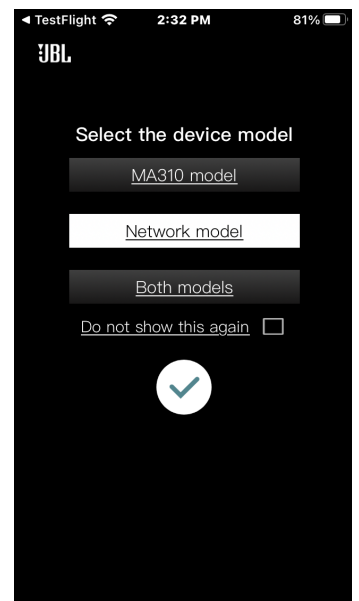 ◀ TestFlight 2:32 PM 81%
JBL
Select the device model
MA310 model
Network model
Both models
Do not show this again